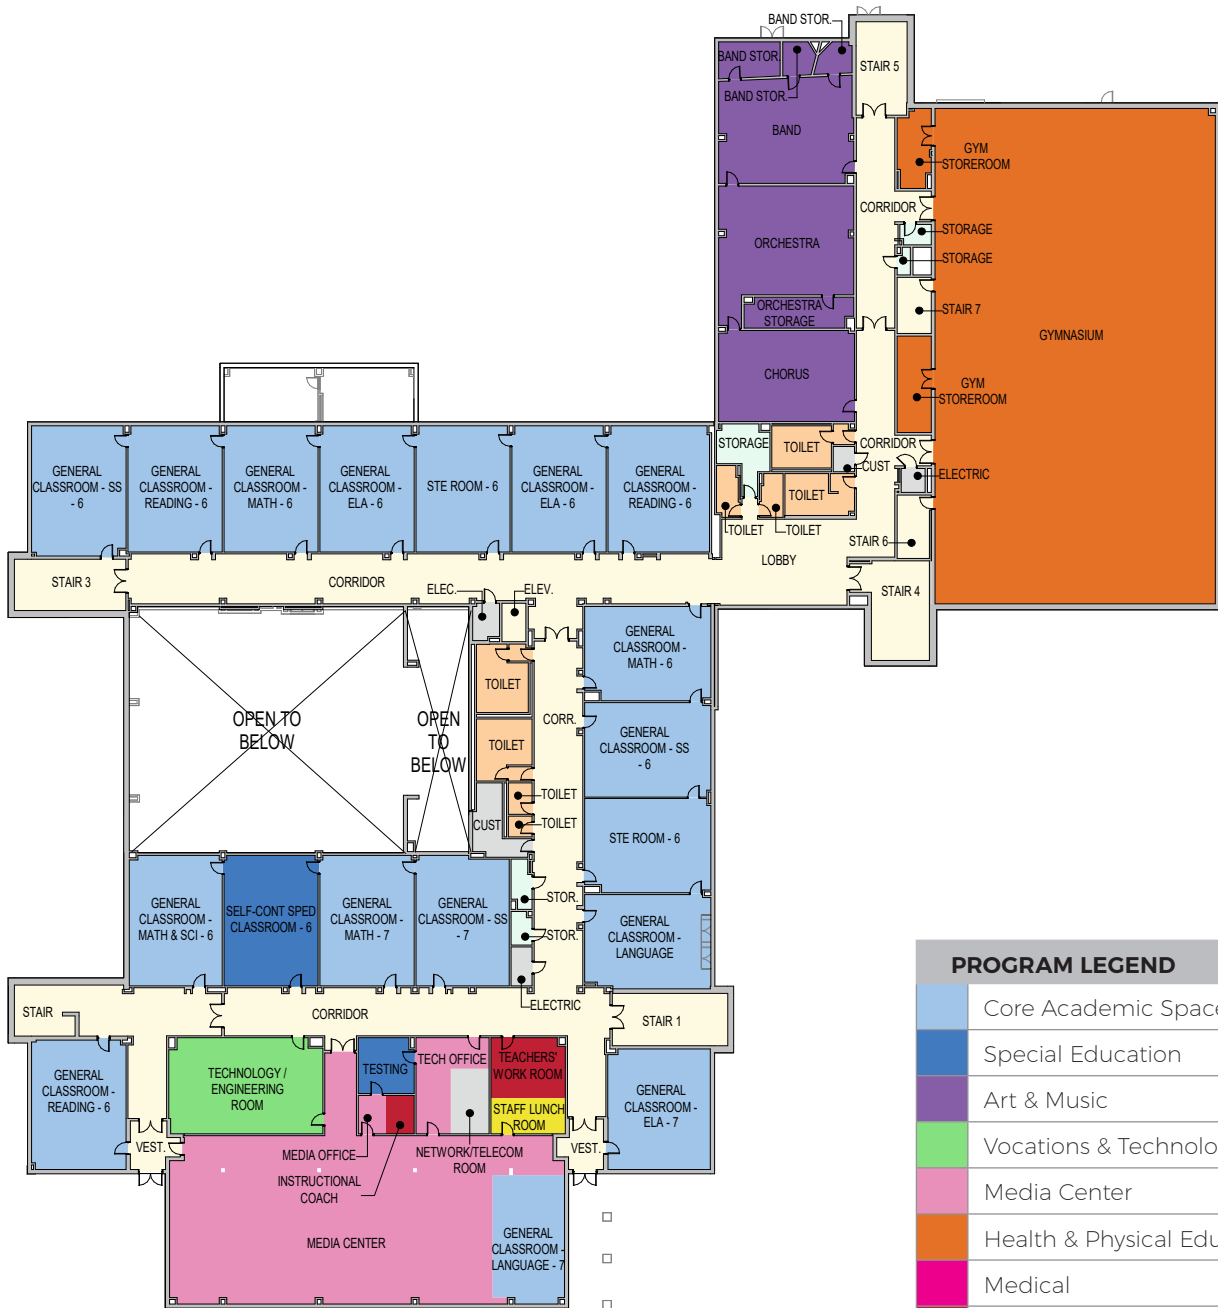 BAND STOR.
BAND STOR.
STAIR 5
BAND STOR.
BAND
GYM
STOREROOM
CORRIDOR
STORAGE
ORCHESTRA
STORAGE
ORCHESTRA
STORAGE
STAIR 7
GYMNASIUM
CHORUS
GYM
STOREROOM
STORAGE
TOILET
CORRIDOR
CUST
ELECTRIC
TOILET
TOILET
TOILET
STAIR 6
LOBBY
STAIR 4
GENERAL
CLASSROOM - SS
- 6
GENERAL
CLASSROOM -
READING - 6
GENERAL
CLASSROOM -
MATH - 6
GENERAL
CLASSROOM -
ELA - 6
STE ROOM - 6
GENERAL
CLASSROOM -
ELA - 6
GENERAL
CLASSROOM -
READING - 6
STAIR 3
CORRIDOR
ELEC.
ELEV.
GENERAL
CLASSROOM -
MATH - 6
TOILET
OPEN TO
BELOW
OPEN
TO
BELOW
CORR.
TOILET
GENERAL
CLASSROOM - SS
- 6
TOILET
TOILET
CUST
STE ROOM - 6
GENERAL
CLASSROOM -
MATH & SCI - 6
SELF-CONT SPED
CLASSROOM - 6
GENERAL
CLASSROOM -
MATH - 7
GENERAL
CLASSROOM - SS
- 7
STOR.
STOR.
GENERAL
CLASSROOM -
LANGUAGE
ELECTRIC
STAIR
CORRIDOR
STAIR 1
GENERAL
CLASSROOM -
READING - 6
TECHNOLOGY /
ENGINEERING
ROOM
TESTING
TECH OFFICE
TEACHERS'
WORK ROOM
STAFF LUNCH
ROOM
GENERAL
CLASSROOM -
ELA - 7
VEST.
MEDIA OFFICE
NETWORK/TELECOM
ROOM
VEST.
INSTRUCTIONAL
COACH
MEDIA CENTER
GENERAL
CLASSROOM -
LANGUAGE - 7
PROGRAM LEGEND
Core Academic Space
Special Education
Art & Music
Vocations & Technolo
Media Center
Health & Physical Edu
Medical